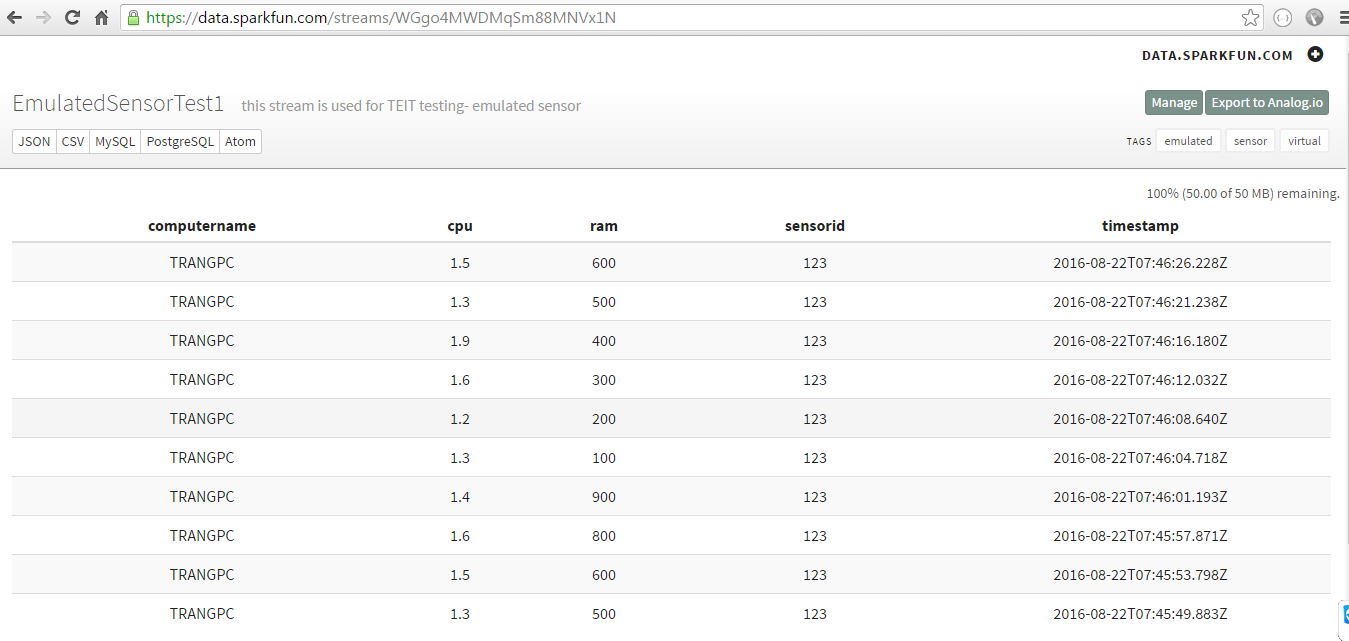 https://data.sparkfun.com/streams/WGgo4MWDMqSm88MNVx1N
DATA.SPARKFUN.COM
EmulatedSensorTest1 this stream is used for TEIT testing- emulated sensor
Manage Export to Analog.io
JSON CSV MySQL PostgreSQL Atom
TAGS emulated sensor virtual
100% (50.00 of 50 MB) remaining.
computername cpu ram sensorid timestamp
TRANGPC 1.5 600 123 2016-08-22T07:46:26.228Z
TRANGPC 1.3 500 123 2016-08-22T07:46:21.238Z
TRANGPC 1.9 400 123 2016-08-22T07:46:16.180Z
TRANGPC 1.6 300 123 2016-08-22T07:46:12.032Z
TRANGPC 1.2 200 123 2016-08-22T07:46:08.640Z
TRANGPC 1.3 100 123 2016-08-22T07:46:04.718Z
TRANGPC 1.4 900 123 2016-08-22T07:46:01.193Z
TRANGPC 1.6 800 123 2016-08-22T07:45:57.871Z
TRANGPC 1.5 600 123 2016-08-22T07:45:53.798Z
TRANGPC 1.3 500 123 2016-08-22T07:45:49.883Z